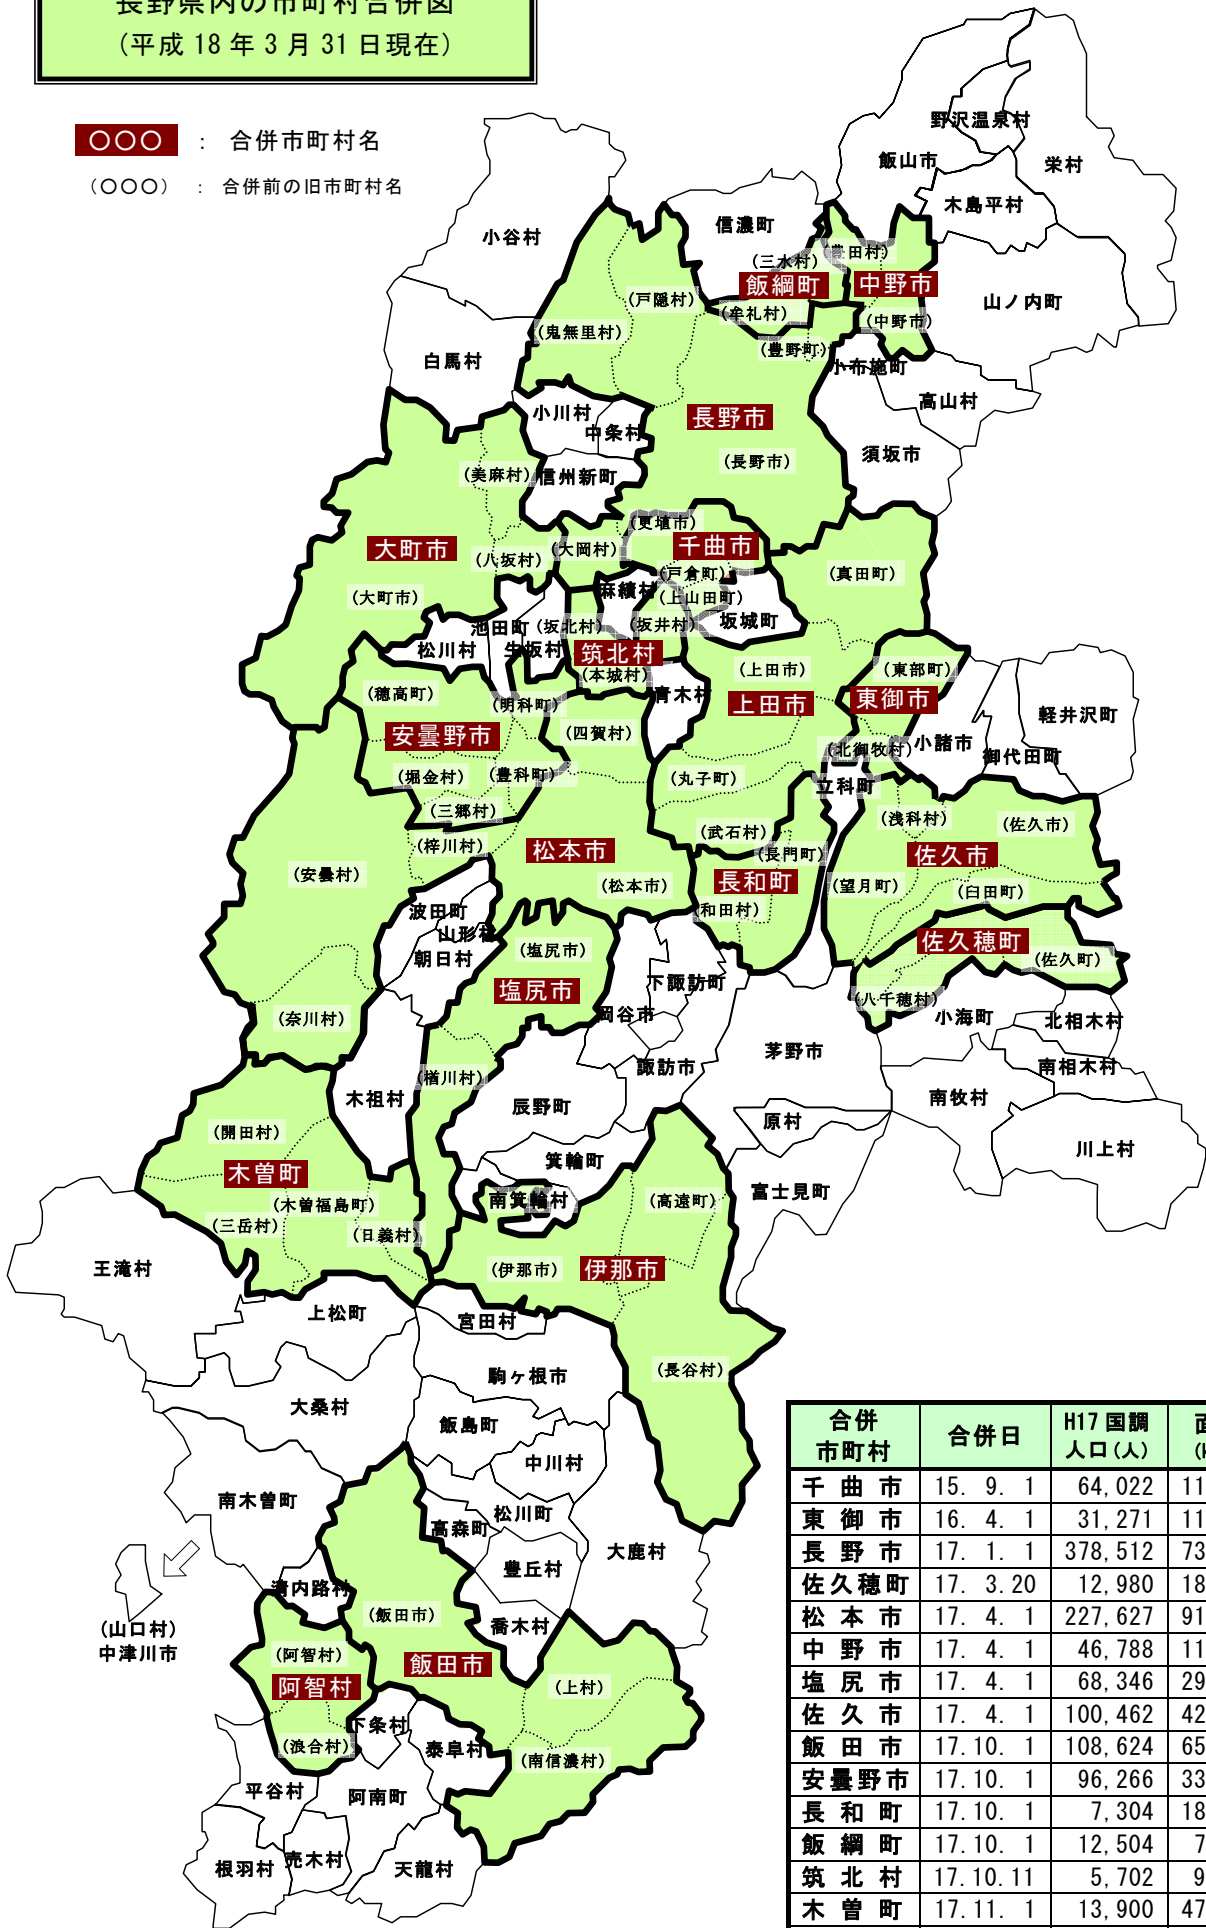 長野県内の市町村合併図
(平成 18 年 3 月 31 日現在)
○○○ : 合併市町村名
(○○○) : 合併前の旧市町村名
野沢温泉村
飯山市
栄村
木島平村
信濃町
小谷村
(豊田村)
(三水村)
飯綱町
中野市
山ノ内町
(戸隠村)
(牟礼村)
(中野市)
(鬼無里村)
(豊野町)
白馬村
小布施町
高山村
小川村
長野市
中条村
須坂市
(長野市)
(美麻村)
信州新町
(更埴市)
大町市
(八坂村)
(大岡村)
千曲市
(戸倉町)
(真田町)
(大町市)
麻績村
(上山田町)
池田町
(坂北村)
(坂井村)
坂城町
松川村
生坂村
筑北村
(本城村)
(上田市)
(東部町)
(穂高町)
(明科町)
青木村
上田市
東御市
軽井沢町
安曇野市
(四賀村)
小諸市
(北御牧村)
御代田町
(堀金村)
(豊科町)
(丸子町)
立科町
(三郷村)
(浅科村)
(佐久市)
(梓川村)
(武石村)
松本市
(長門町)
佐久市
(安曇村)
(松本市)
長和町
(望月町)
(臼田町)
波田町
(和田村)
山形村
佐久穂町
朝日村
(塩尻市)
(佐久町)
塩尻市
下諏訪町
(八千穂村)
(奈川村)
岡谷市
小海町
北相木村
茅野市
諏訪市
南相木村
(楢川村)
木祖村
辰野町
南牧村
原村
(開田村)
川上村
箕輪町
木曽町
富士見町
南箕輪村
(高遠町)
(木曽福島町)
(三岳村)
(日義村)
王滝村
(伊那市)
伊那市
上松町
宮田村
(長谷村)
駒ヶ根市
大桑村
飯島町
中川村
南木曽町
松川町
高森町
大鹿村
豊丘村
清内路村
(飯田市)
喬木村
(山口村)
中津川市
(阿智村)
飯田市
阿智村
(上村)
下条村
(浪合村)
泰阜村
(南信濃村)
平谷村
阿南町
売木村
根羽村
天龍村
合併
市町村 合併日 H17 国調
人口(人)
千曲市 15. 9. 1 64,022 11
東御市 16. 4. 1 31,271 11
長野市 17. 1. 1 378,512 73
佐久穂町 17. 3.20 12,980 18
松本市 17. 4. 1 227,627 91
中野市 17. 4. 1 46,788 11
塩尻市 17. 4. 1 68,346 29
佐久市 17. 4. 1 100,462 42
飯田市 17.10. 1 108,624 65
安曇野市 17.10. 1 96,266 33
長和町 17.10. 1 7,304 18
飯綱町 17.10. 1 12,504 7
筑北村 17.10.11 5,702 9
木曽町 17.11. 1 13,900 47